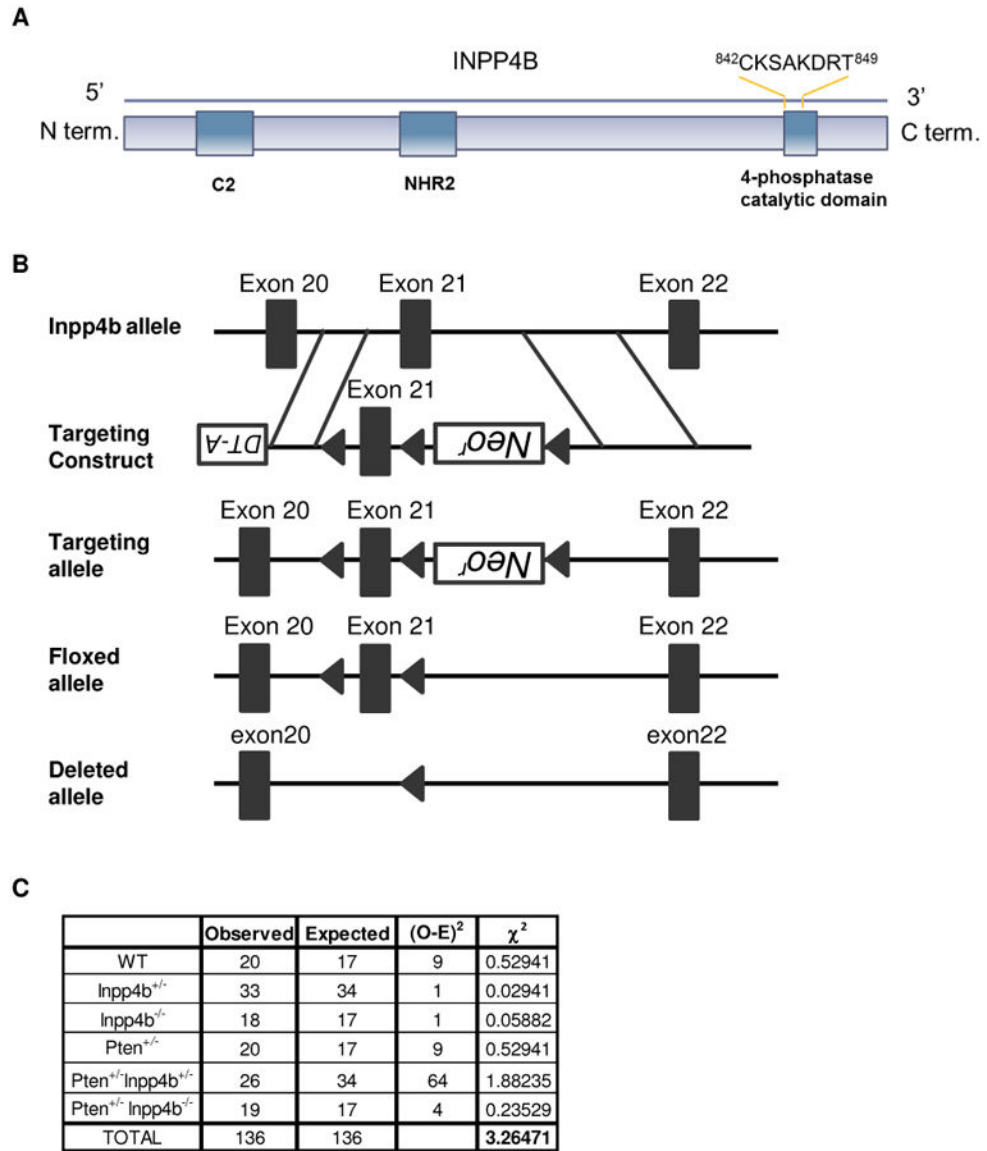 A
INPP4B
842CKSAKDRT849
5’
3’
N term.
C term.
C2
NHR2
4-phosphatase
catalytic domain
B
Exon 20
Exon 21
Exon 22
Inpp4b allele
Exon 21
Targeting
Construct
DT-A
Neor
Exon 20
Exon 21
Exon 22
Targeting
allele
Neor
Exon 20
Exon 21
Exon 22
Floxed
allele
exon20
exon22
Deleted
allele
C
Observed Expected (O-E)2 χ2
WT 20 17 9 0.52941
Inpp4b+/- 33 34 1 0.02941
Inpp4b-/- 18 17 1 0.05882
Pten+/- 20 17 9 0.52941
Pten+/-Inpp4b+/- 26 34 64 1.88235
Pten+/- Inpp4b-/- 19 17 4 0.23529
TOTAL 136 136 3.26471